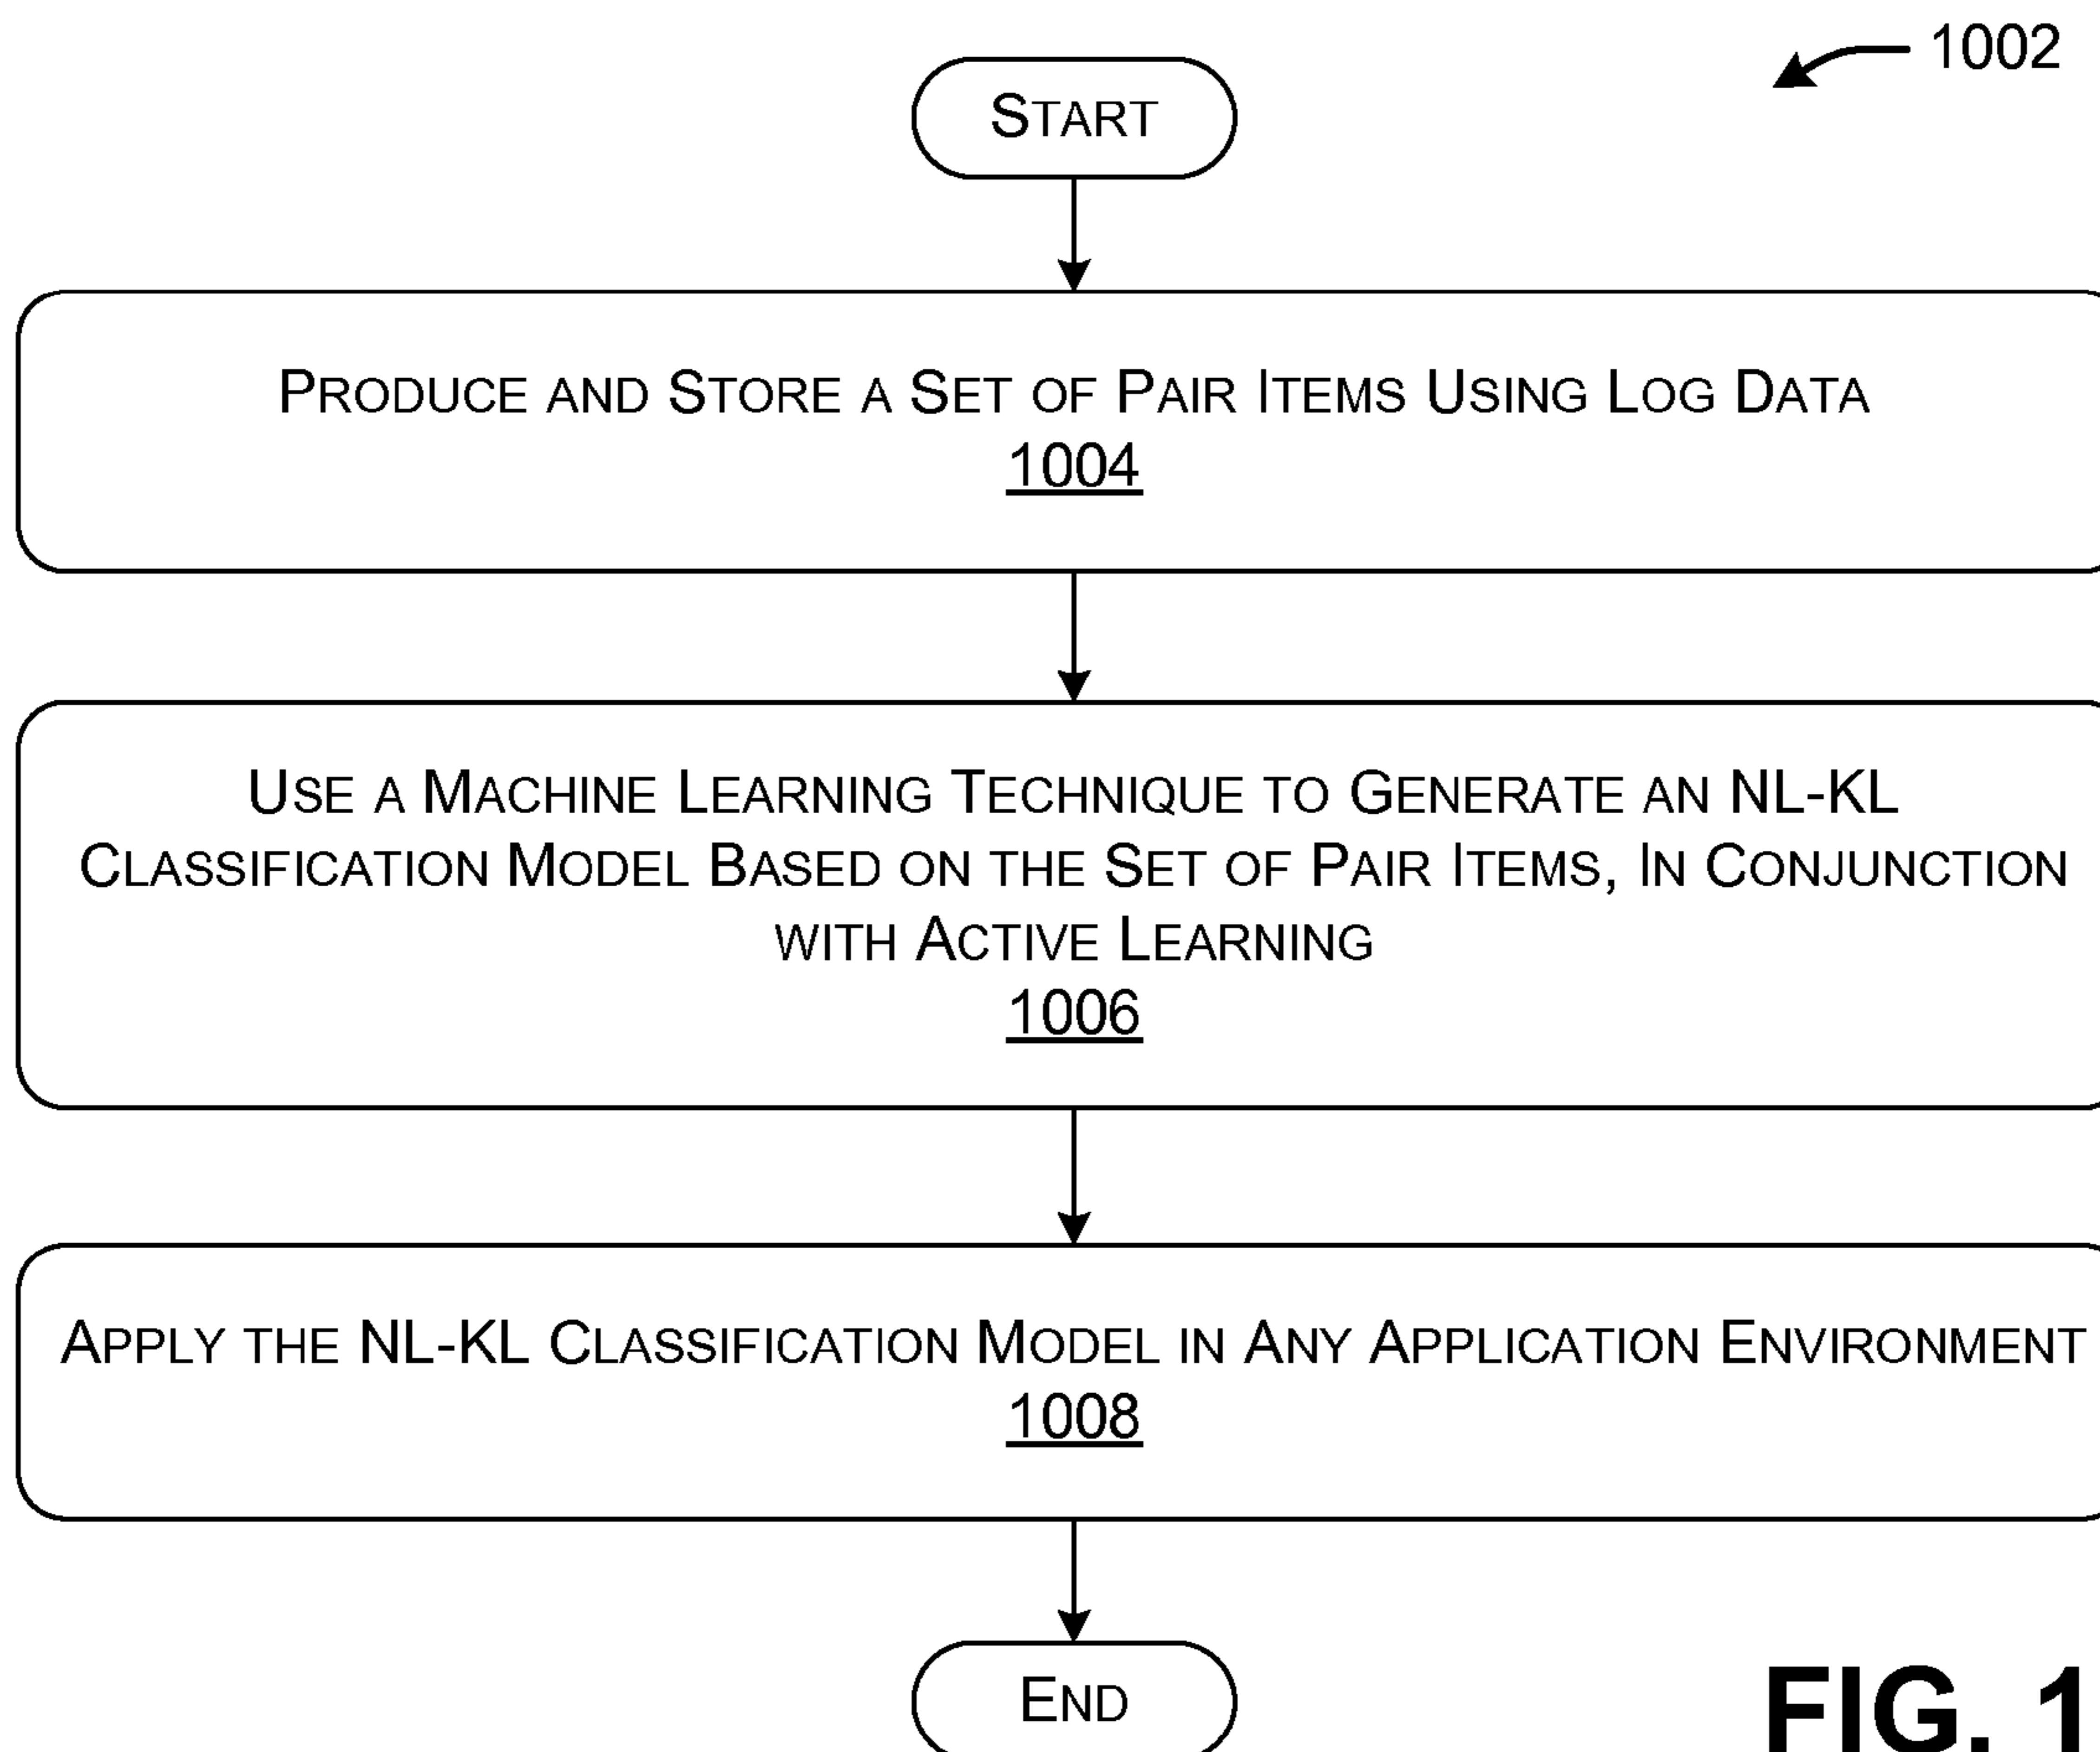 1002
START
PRODUCE AND STORE A SET OF PAIR ITEMS USING LOG DATA
1004
USE A MACHINE LEARNING TECHNIQUE TO GENERATE AN NL-KL
CLASSIFICATION MODEL BASED ON THE SET OF PAIR ITEMS, IN CONJUNCTION
WITH ACTIVE LEARNING
1006
APPLY THE NL-KL CLASSIFICATION MODEL IN ANY APPLICATION ENVIRONMENT
1008
END
FIG. 1